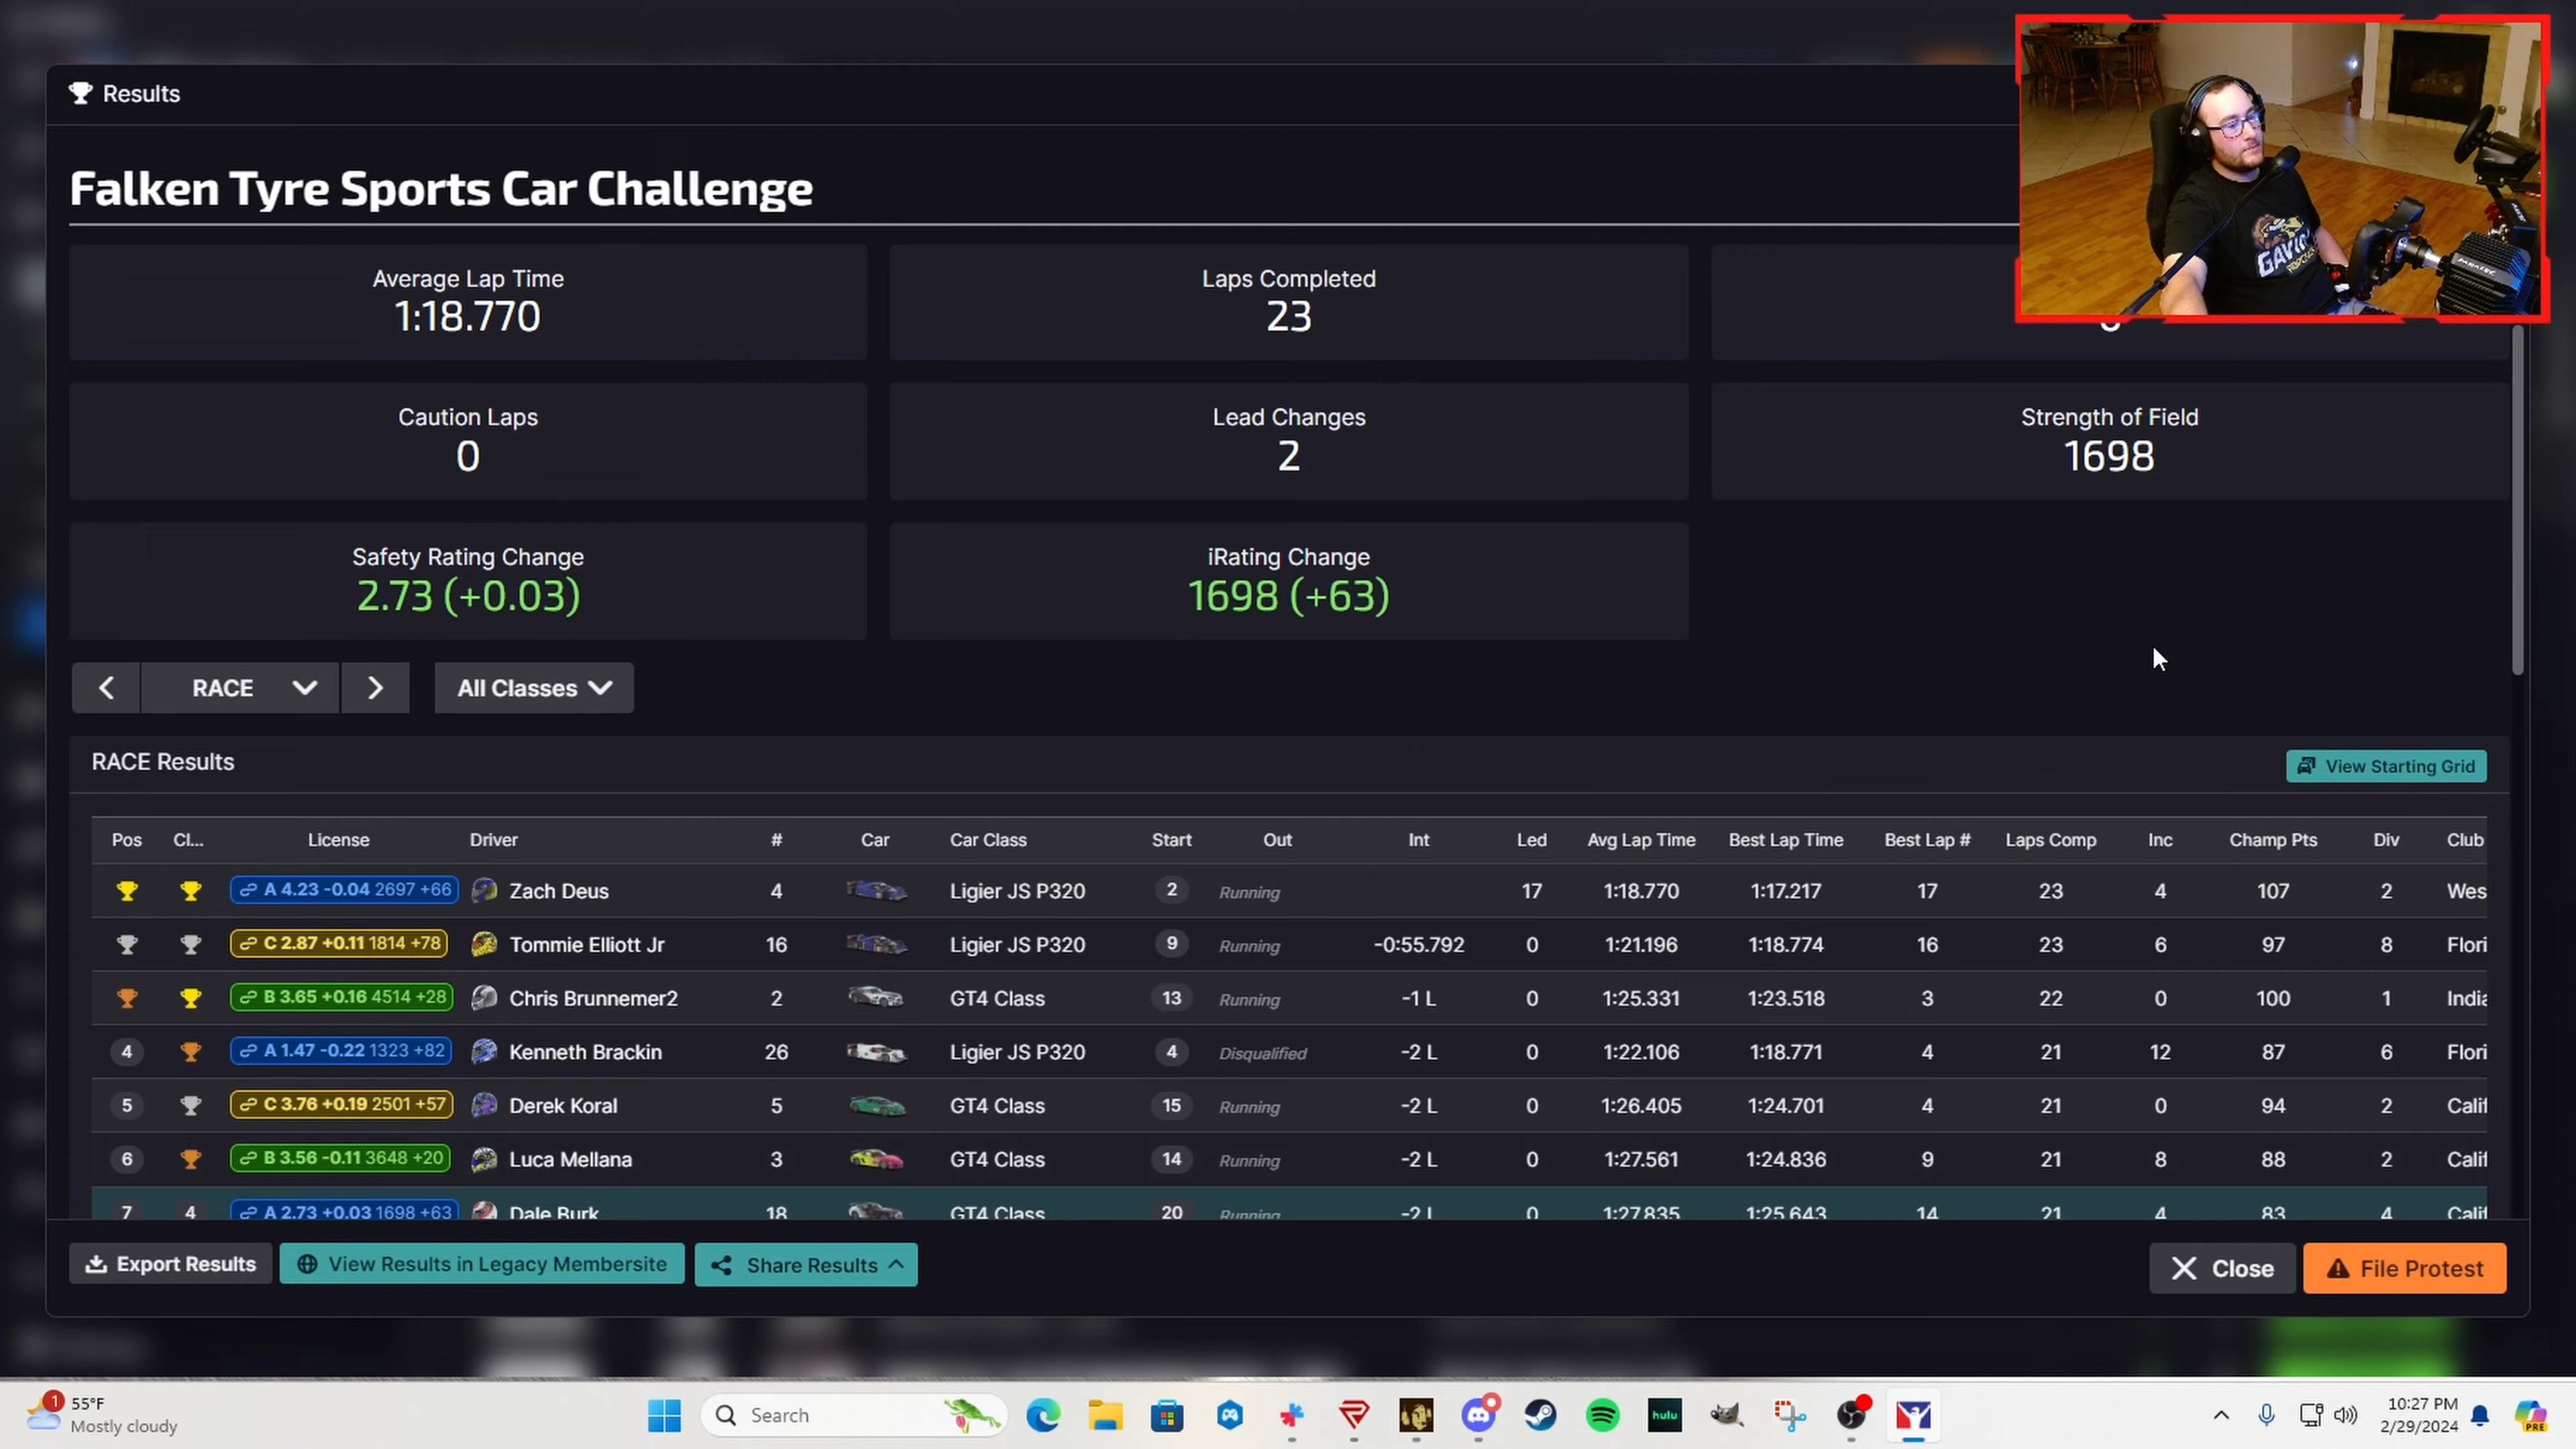 Results
Falken Tyre Sports Car Challenge
Average Lap Time
1:18.770
Laps Completed
23
Caution Laps
0
Lead Changes
2
Strength of Field
1698
Safety Rating Change
2.73 (+0.03)
iRating Change
1698 (+63)
RACE
All Classes
RACE Results
View Starting Grid
Pos Cl... License Driver # Car Car Class Start Out Int Led Avg Lap Time Best Lap Time Best Lap # Laps Comp Inc Champ Pts Div Club
A 4.23 -0.04 2697 +66 Zach Deus 4 Ligier JS P320 2 Running 17 1:18.770 1:17.217 17 23 4 107 2 Wes
C 2.87 +0.11 1814 +78 Tommie Elliott Jr 16 Ligier JS P320 9 Running -0:55.792 0 1:21.196 1:18.774 16 23 6 97 8 Flori
B 3.65 +0.16 4514 +28 Chris Brunnemer2 2 GT4 Class 13 Running -1 L 0 1:25.331 1:23.518 3 22 0 100 1 India
4 A 1.47 -0.22 1323 +82 Kenneth Brackin 26 Ligier JS P320 4 Disqualified -2 L 0 1:22.106 1:18.771 4 21 12 87 6 Flori
5 C 3.76 +0.19 2501 +57 Derek Koral 5 GT4 Class 15 Running -2 L 0 1:26.405 1:24.701 4 21 0 94 2 Calif
6 B 3.56 -0.11 3648 +20 Luca Mellana 3 GT4 Class 14 Running -2 L 0 1:27.561 1:24.836 9 21 8 88 2 Calif
7 4 A 2.73 +0.03 1698 +63 Dale Burk 18 GT4 Class 20 Running -2 L 0 1:27.835 1:25.643 14 21 4 83 4 Calif
Export Results
View Results in Legacy Membersite
Share Results
Close
File Protest
1
55°F
Mostly cloudy
Search
hulu
10:27 PM
2/29/2024
PRE